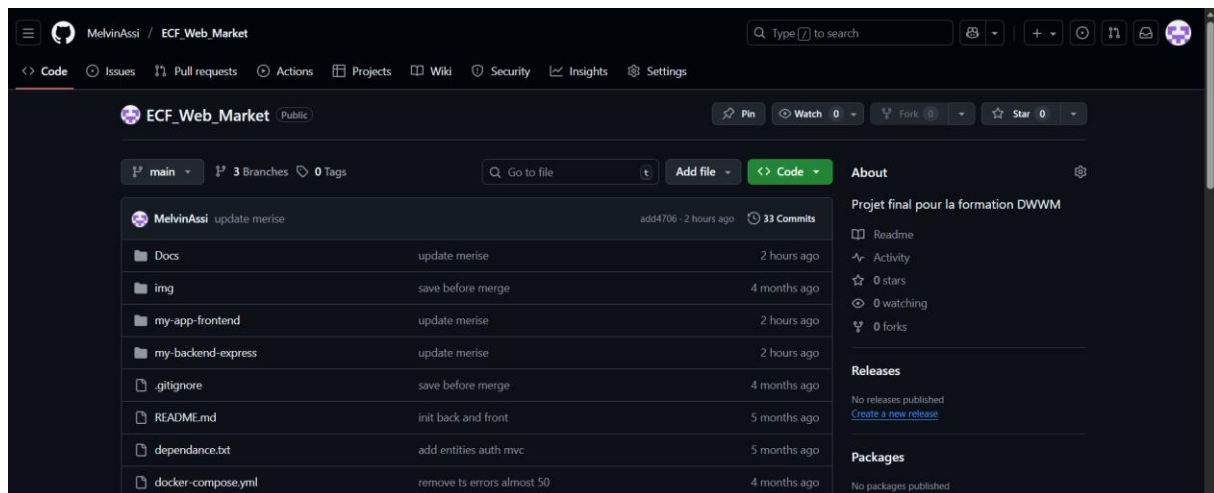 MelvinAssi / ECF_Web_Market
Type / to search
Code Issues Pull requests Actions Projects Wiki Security Insights Settings
ECF_Web_Market Public
Pin Watch 0 Fork 0 Star 0
main 3 Branches 0 Tags Go to file t Add file Code
MelvinAssi update merise add4706 · 2 hours ago 33 Commits
Docs update merise 2 hours ago
img save before merge 4 months ago
my-app-frontend update merise 2 hours ago
my-backend-express update merise 2 hours ago
.gitignore save before merge 4 months ago
README.md init back and front 5 months ago
dependance.txt add entities auth mvc 5 months ago
docker-compose.yml remove ts errors almost 50 4 months ago
About
Projet final pour la formation DWWM
Readme
Activity
0 stars
0 watching
0 forks
Releases
No releases published
Create a new release
Packages
No packages published